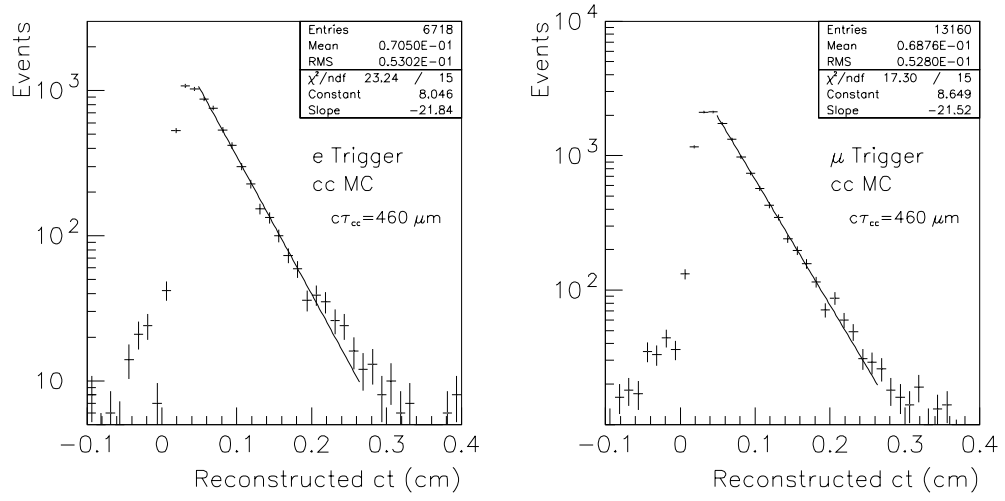 Events
Entries 6718
Mean 0.7050E-01
RMS 0.5302E-01
χ²/ndf 23.24 / 15
Constant 8.046
Slope -21.84
10³
e Trigger
cc MC
cτcc=460 μm
10²
10
-0.1 0 0.1 0.2 0.3 0.4
Reconstructed ct (cm)
Events
10⁴
Entries 13160
Mean 0.6876E-01
RMS 0.5280E-01
χ²/ndf 17.30 / 15
Constant 8.649
Slope -21.52
10³
μ Trigger
cc MC
cτcc=460 μm
10²
-0.1 0 0.1 0.2 0.3 0.4
Reconstructed ct (cm)